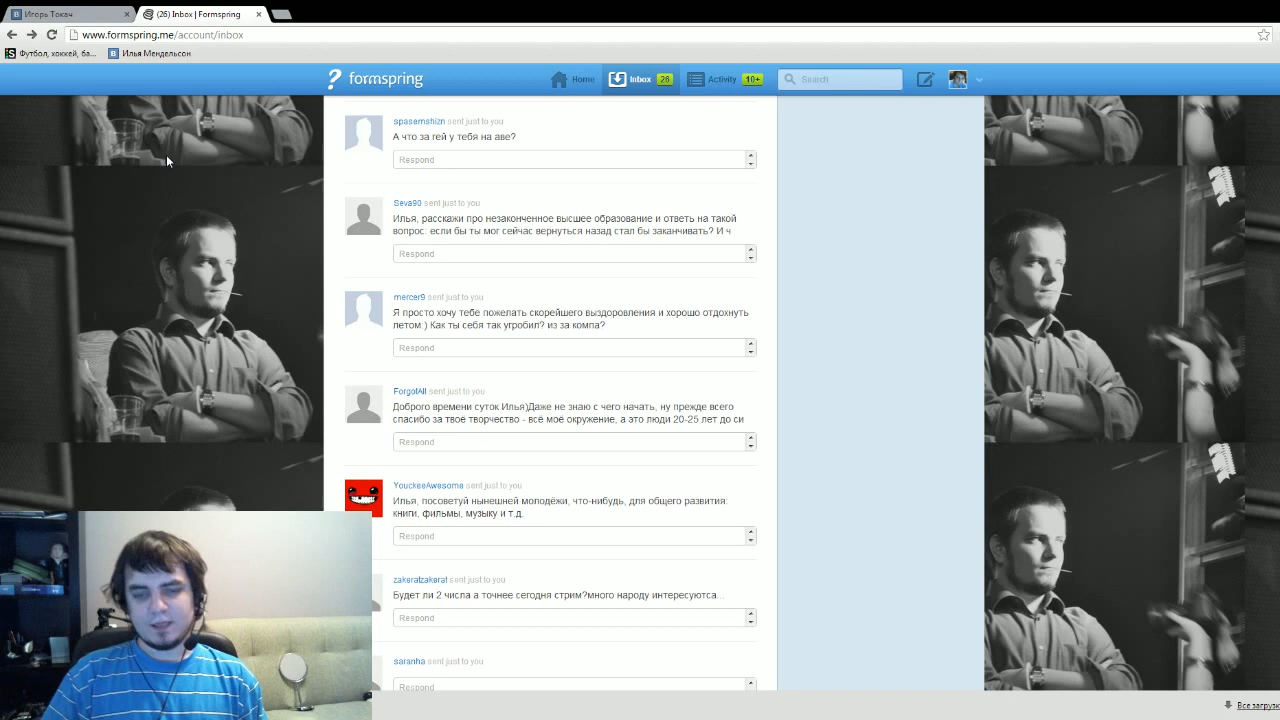 Игорь Токач
(26) Inbox | Formspring
www.formspring.me/account/inbox
Футбол, хоккей, ба...
Илья Мендельсон
formspring
Home
Inbox 26
Activity 10+
Search
spasemshizn sent just to you
А что за гей у тебя на аве?
Respond
Seva90 sent just to you
Илья, расскажи про незаконченное высшее образование и ответь на такой
вопрос: если бы ты мог сейчас вернуться назад стал бы заканчивать? И ч
Respond
mercer9 sent just to you
Я просто хочу тебе пожелать скорейшего выздоровления и хорошо отдохнуть
летом:) Как ты себя так угробил? из за компа?
Respond
ForgotAll sent just to you
Доброго времени суток Илья)Даже не знаю с чего начать, ну прежде всего
спасибо за твоё творчество - всё моё окружение, а это люди 20-25 лет до си
Respond
YouckeeAwesome sent just to you
Илья, посоветуй нынешней молодёжи, что-нибудь, для общего развития:
книги, фильмы, музыку и т.д.
Respond
zakeratzakerat sent just to you
Будет ли 2 числа а точнее сегодня стрим?много народу интересуютса...
Respond
saranha sent just to you
Respond
Все загруз